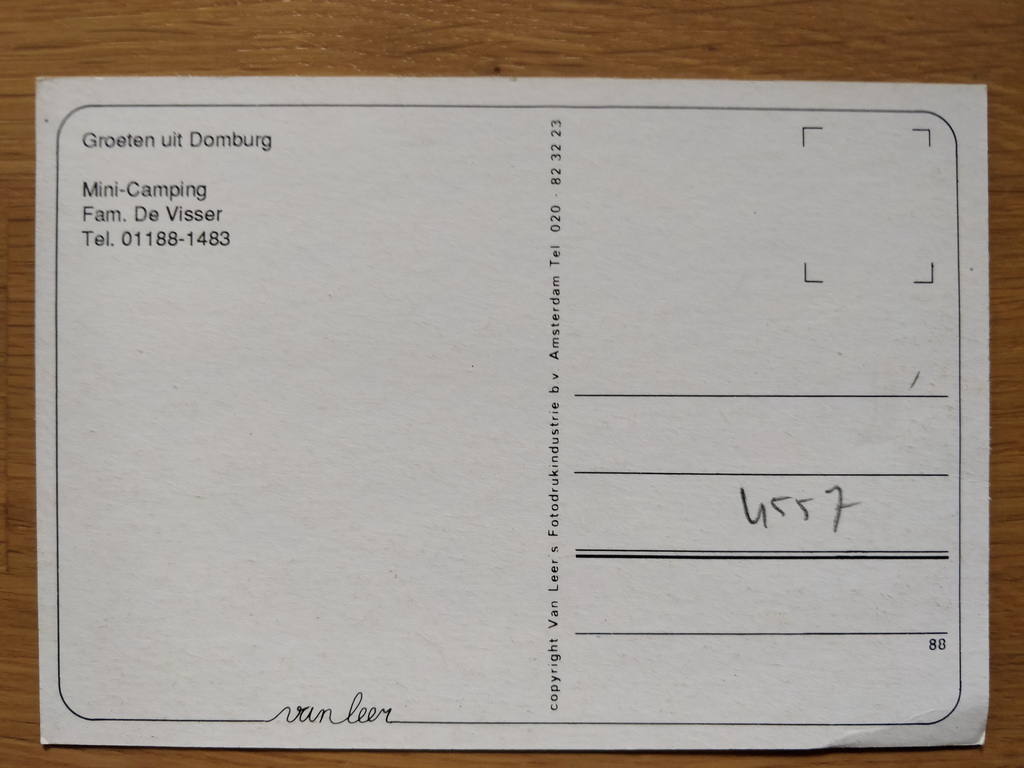 Groeten uit Domburg
Mini-Camping
Fam. De Visser
Tel. 01188-1483
van leer
copyright Van Leer's Fotodrukindustrie b v Amsterdam Tel 020 - 82 32 23
4557
88